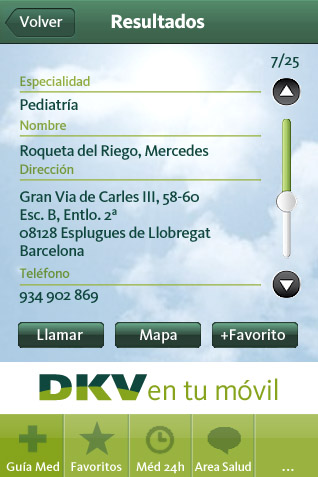 Volver
Resultados
7/25
Especialidad
Pediatría
Nombre
Roqueta del Riego, Mercedes
Dirección
Gran Via de Carles III, 58-60
Esc. B, Entlo. 2ª
08128 Esplugues de Llobregat
Barcelona
Teléfono
934 902 869
Llamar
Mapa
+Favorito
DKV en tu móvil
Guía Med
Favoritos
Méd 24h
Area Salud
...